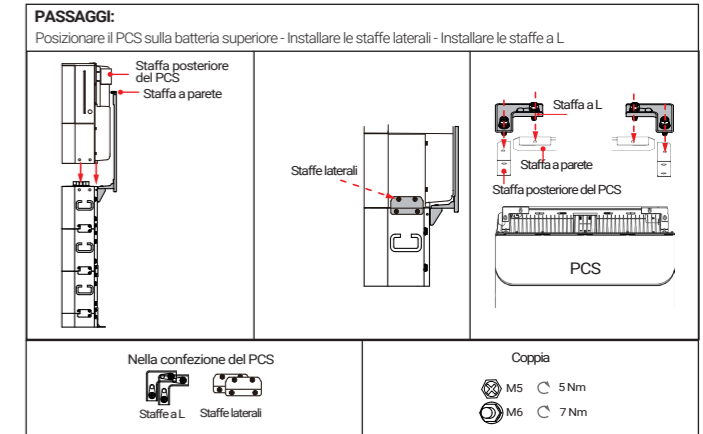 PASSAGGI:
Posizionare il PCS sulla batteria superiore - Installare le staffe laterali - Installare le staffe a L
Staffa posteriore
del PCS
Staffa a parete
Staffe laterali
Staffa a L
Staffa a parete
Staffa posteriore del PCS
PCS
Nella confezione del PCS
Staffe a L
Staffe laterali
Coppia
M5 5 Nm
M6 7 Nm